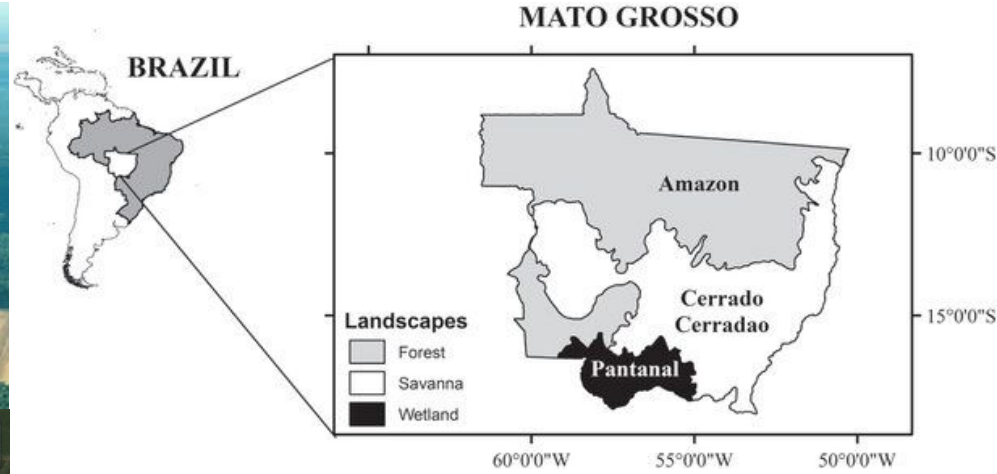 MATO GROSSO
BRAZIL
Amazon
10°0'0"S
Cerrado
Cerradao
15°0'0"S
Landscapes
Forest
Savanna
Wetland
Pantanal
60°0'0"W
55°0'0"W
50°0'0"W